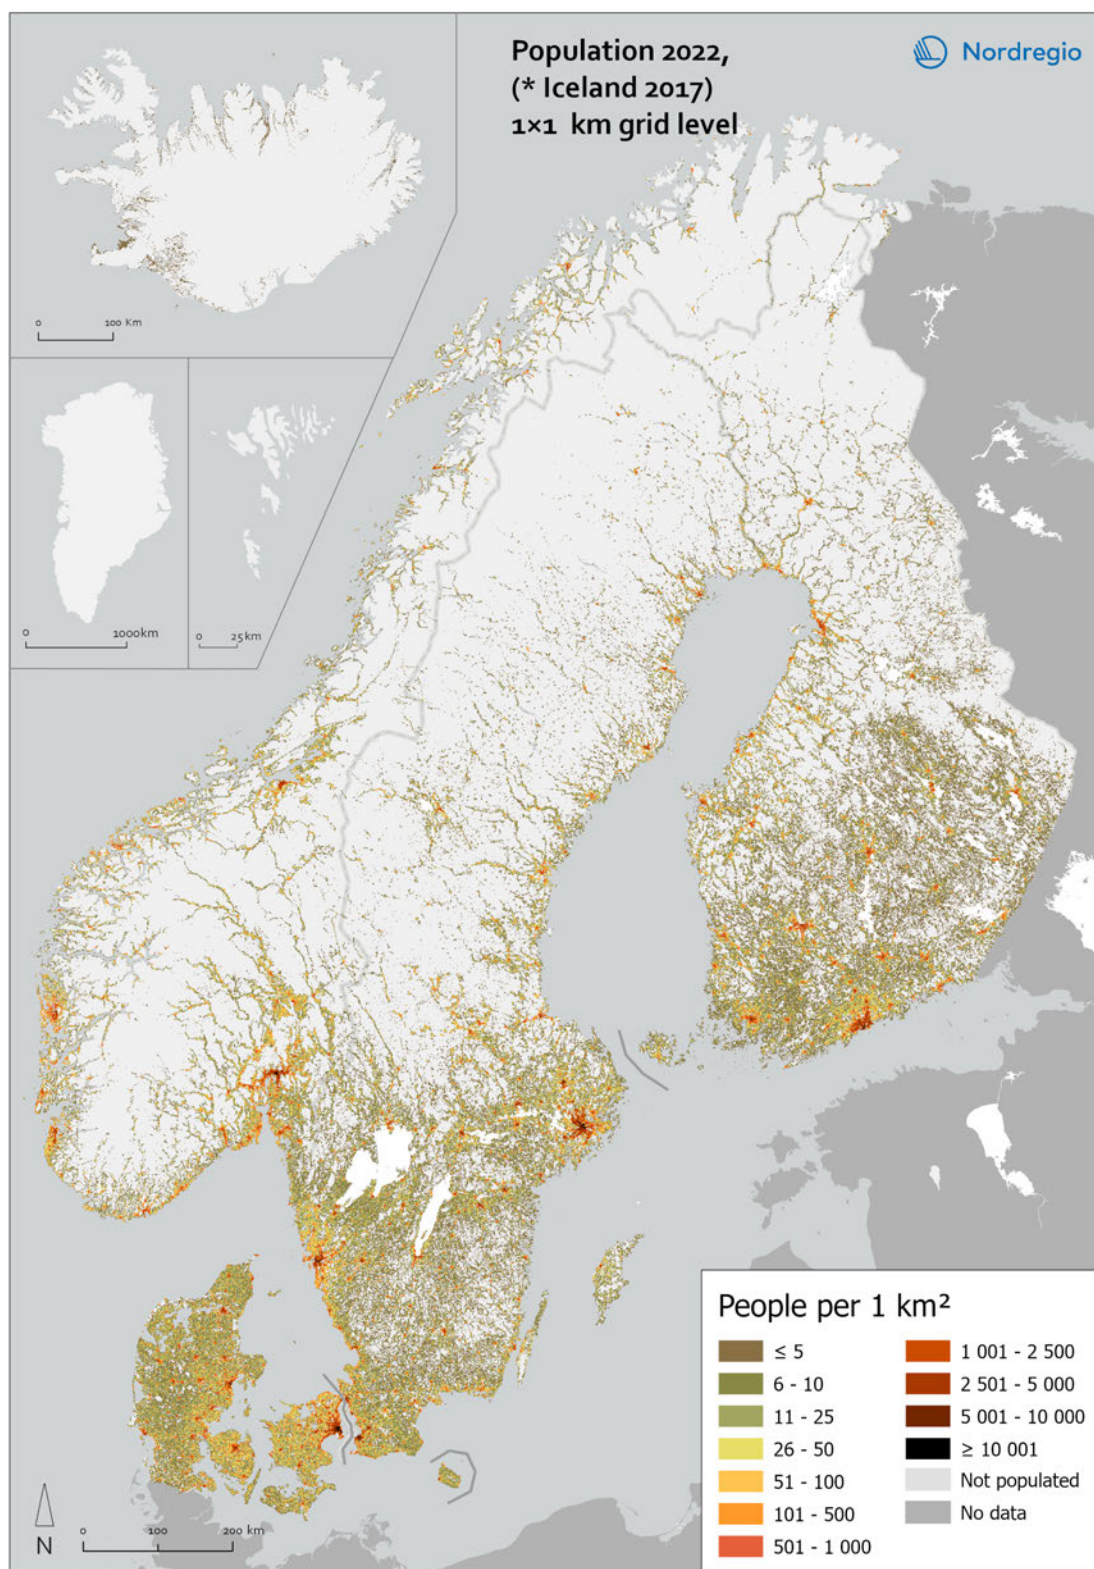 Population 2022,
(* Iceland 2017)
1×1 km grid level
Nordregio
0 100 Km
0 1000km
0 25km
People per 1 km²
≤ 5
6 - 10
11 - 25
26 - 50
51 - 100
101 - 500
501 - 1 000
1 001 - 2 500
2 501 - 5 000
5 001 - 10 000
≥ 10 001
Not populated
No data
N
0 100 200 km